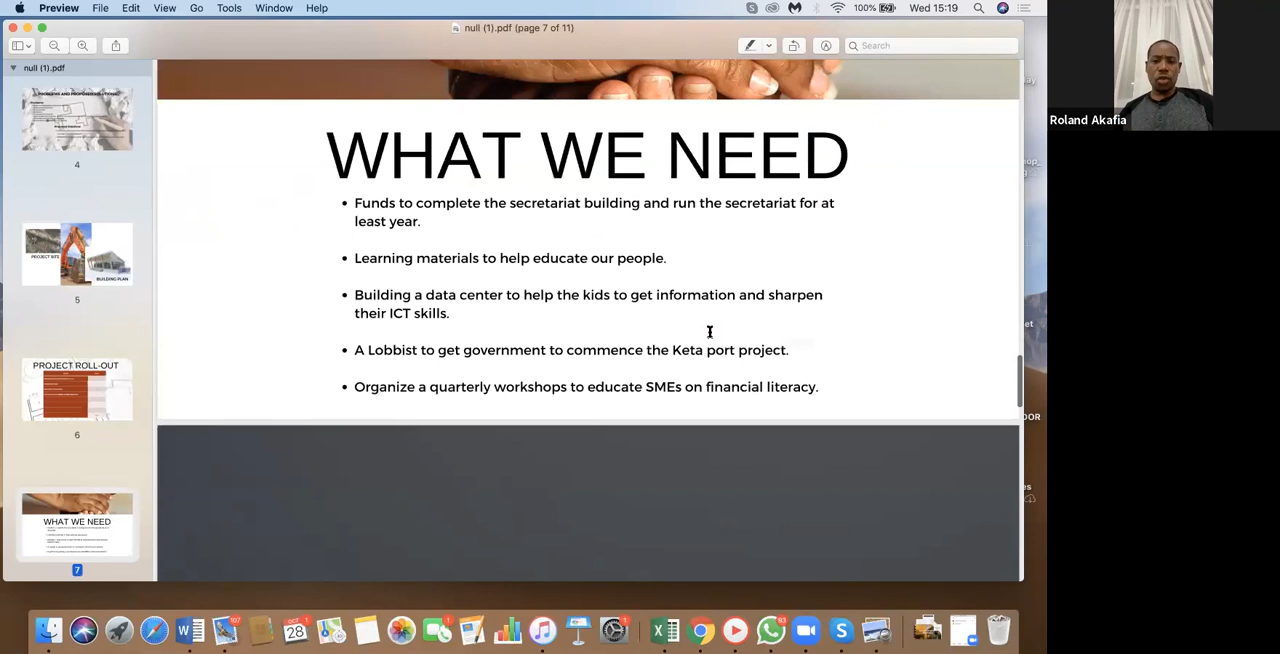 Preview File Edit View Go Tools Window Help
100% Wed 15:19
null (1).pdf (page 7 of 11)
Search
null (1).pdf
4
PROJECT SITE
BUILDING PLAN
5
PROJECT ROLL-OUT
6
WHAT WE NEED
7
WHAT WE NEED
• Funds to complete the secretariat building and run the secretariat for at
least year.
• Learning materials to help educate our people.
• Building a data center to help the kids to get information and sharpen
their ICT skills.
• A Lobbist to get government to commence the Keta port project.
• Organize a quarterly workshops to educate SMEs on financial literacy.
Roland Akafia
28